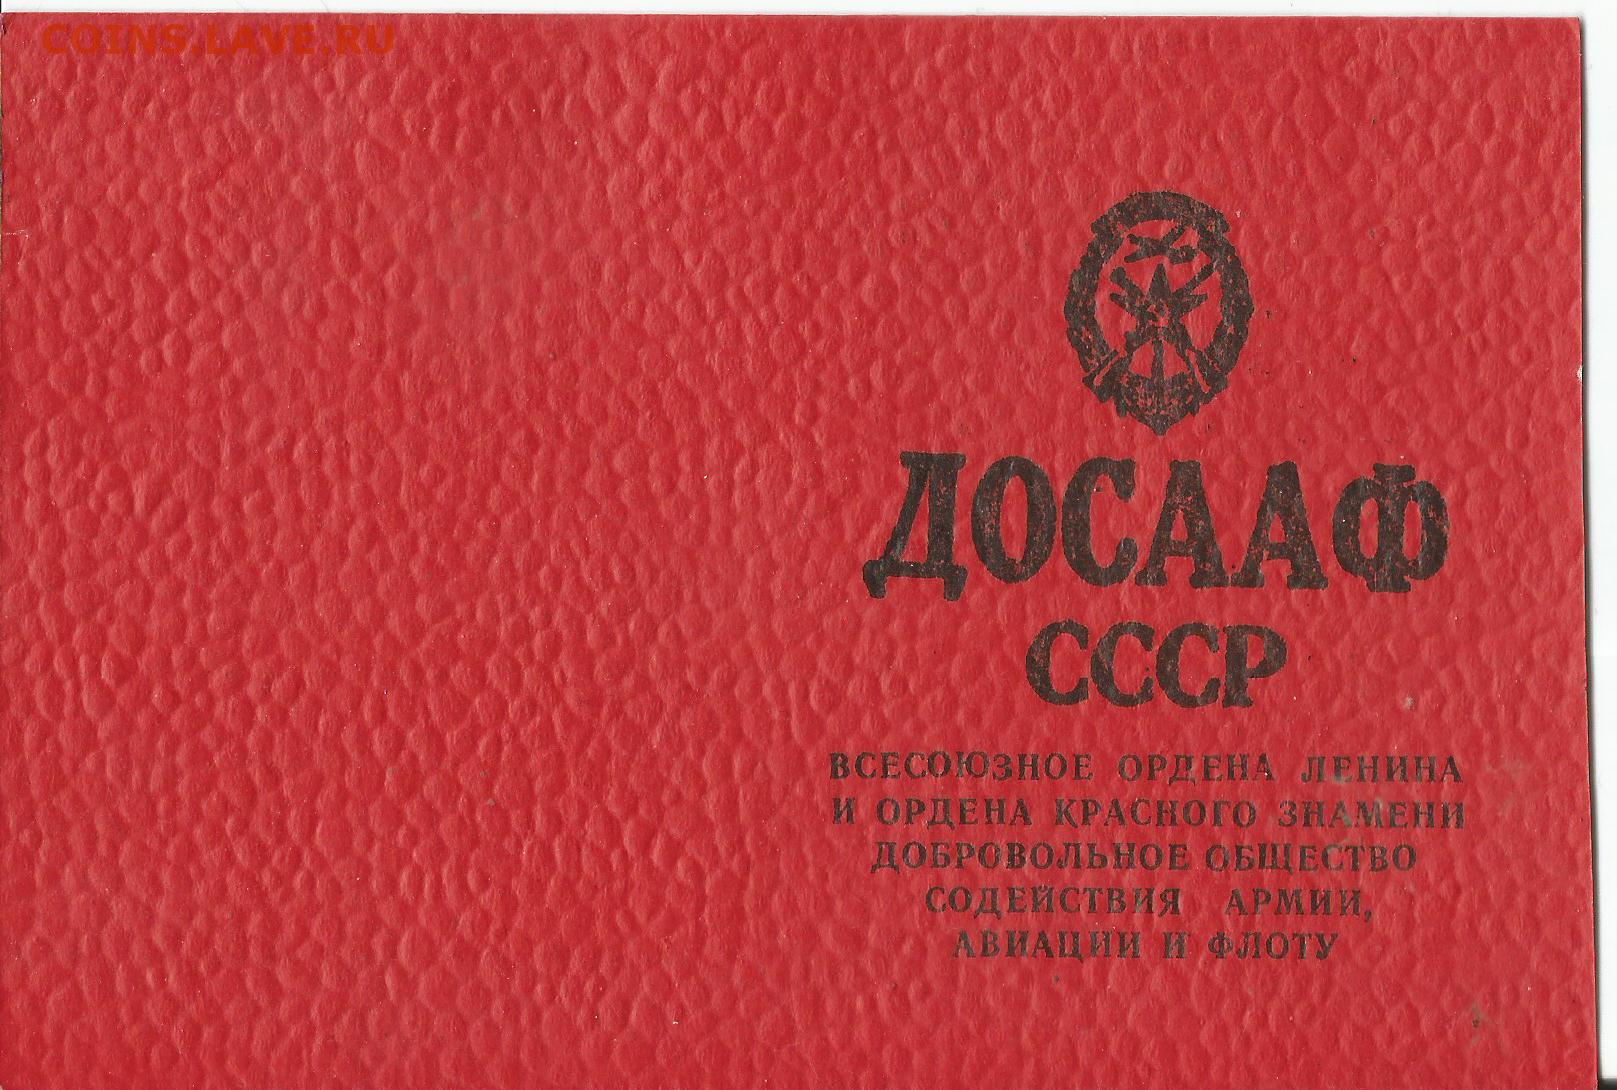 COINS.LAVE.RU
ДОСААФ
СССР
ВСЕСОЮЗНОЕ ОРДЕНА ЛЕНИНА
И ОРДЕНА КРАСНОГО ЗНАМЕНИ
ДОБРОВОЛЬНОЕ ОБЩЕСТВО
СОДЕЙСТВИЯ АРМИИ,
АВИАЦИИ И ФЛОТУ